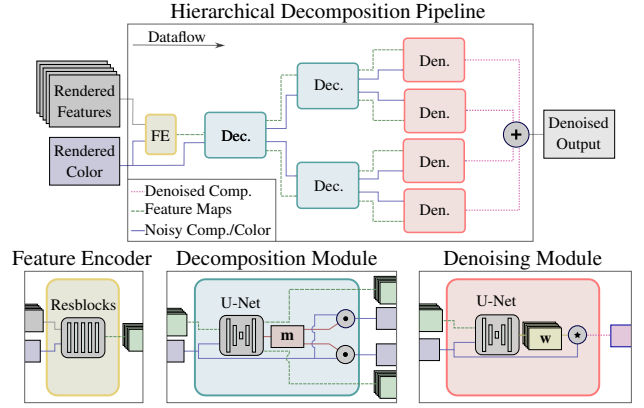 Hierarchical Decomposition Pipeline
Dataflow
Rendered
Features
Rendered
Color
FE
Dec.
Dec.
Dec.
Den.
Den.
Den.
Den.
+
Denoised
Output
Denoised Comp.
Feature Maps
Noisy Comp./Color
Feature Encoder
Resblocks
Decomposition Module
U-Net
m
Denoising Module
U-Net
w